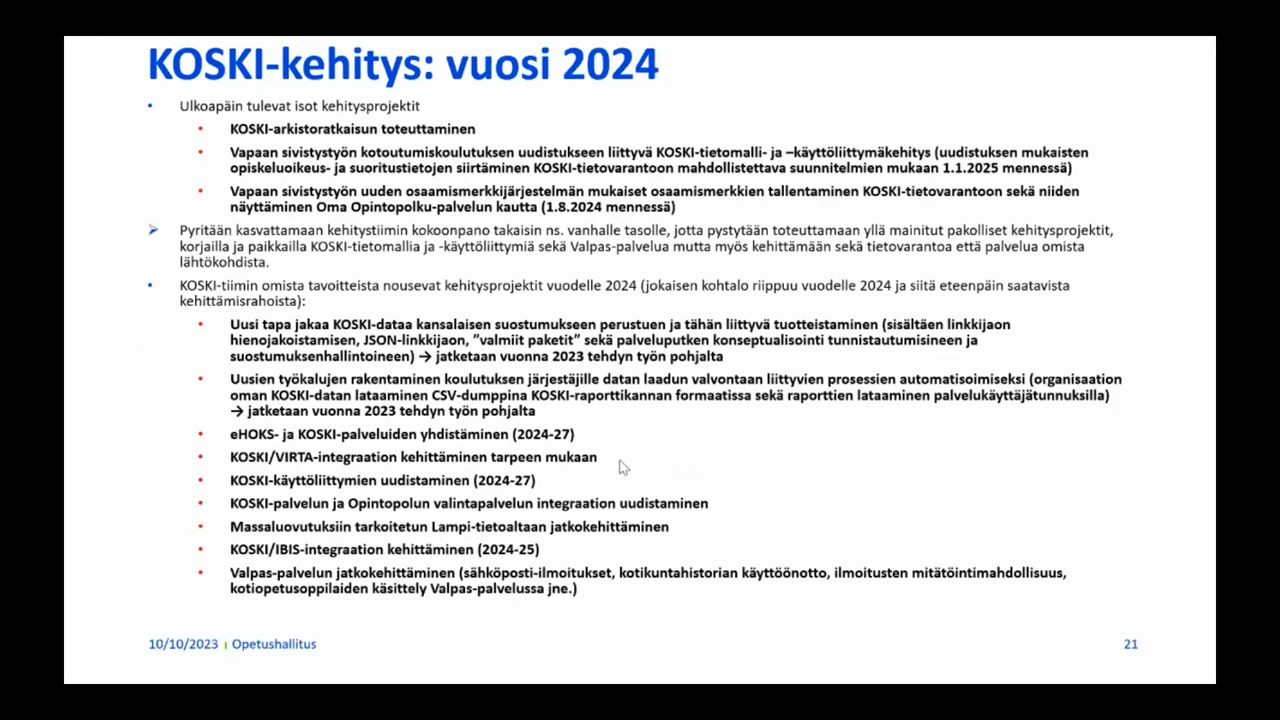 KOSKI-kehitys: vuosi 2024
• Ulkoapäin tulevat isot kehitysprojektit
• KOSKI-arkistoratkaisun toteuttaminen
• Vapaan sivistystyön kotoutumiskoulutuksen uudistukseen liittyvä KOSKI-tietomalli- ja –käyttöliittymäkehitys (uudistuksen mukaisten
opiskeluoikeus- ja suoritustietojen siirtäminen KOSKI-tietovarantoon mahdollistettava suunnitelmien mukaan 1.1.2025 mennessä)
• Vapaan sivistystyön uuden osaamismerkkijärjestelmän mukaiset osaamismerkkien tallentaminen KOSKI-tietovarantoon sekä niiden
näyttäminen Oma Opintopolku-palvelun kautta (1.8.2024 mennessä)
➢ Pyritään kasvattamaan kehitystiimin kokoonpano takaisin ns. vanhalle tasolle, jotta pystytään toteuttamaan yllä mainitut pakolliset kehitysprojektit,
korjailla ja paikkailla KOSKI-tietomallia ja -käyttöliittymiä sekä Valpas-palvelua mutta myös kehittämään sekä tietovarantoa että palvelua omista
lähtökohdista.
• KOSKI-tiimin omista tavoitteista nousevat kehitysprojektit vuodelle 2024 (jokaisen kohtalo riippuu vuodelle 2024 ja siitä eteenpäin saatavista
kehittämisrahoista):
• Uusi tapa jakaa KOSKI-dataa kansalaisen suostumukseen perustuen ja tähän liittyvä tuotteistaminen (sisältäen linkkijaon
hienojakoistamisen, JSON-linkkijaon, ”valmiit paketit” sekä palveluputken konseptualisointi tunnistautumisineen ja
suostumuksenhallintoineen) → jatketaan vuonna 2023 tehdyn työn pohjalta
• Uusien työkalujen rakentaminen koulutuksen järjestäjille datan laadun valvontaan liittyvien prosessien automatisoimiseksi (organisaation
oman KOSKI-datan lataaminen CSV-dumppina KOSKI-raporttikannan formaatissa sekä raporttien lataaminen palvelukäyttäjätunnuksilla)
→ jatketaan vuonna 2023 tehdyn työn pohjalta
• eHOKS- ja KOSKI-palveluiden yhdistäminen (2024-27)
• KOSKI/VIRTA-integraation kehittäminen tarpeen mukaan
• KOSKI-käyttöliittymien uudistaminen (2024-27)
• KOSKI-palvelun ja Opintopolun valintapalvelun integraation uudistaminen
• Massaluovutuksiin tarkoitetun Lampi-tietoaltaan jatkokehittäminen
• KOSKI/IBIS-integraation kehittäminen (2024-25)
• Valpas-palvelun jatkokehittäminen (sähköposti-ilmoitukset, kotikuntahistorian käyttöönotto, ilmoitusten mitätöintimahdollisuus,
kotiopetusoppilaiden käsittely Valpas-palvelussa jne.)
10/10/2023 | Opetushallitus 21